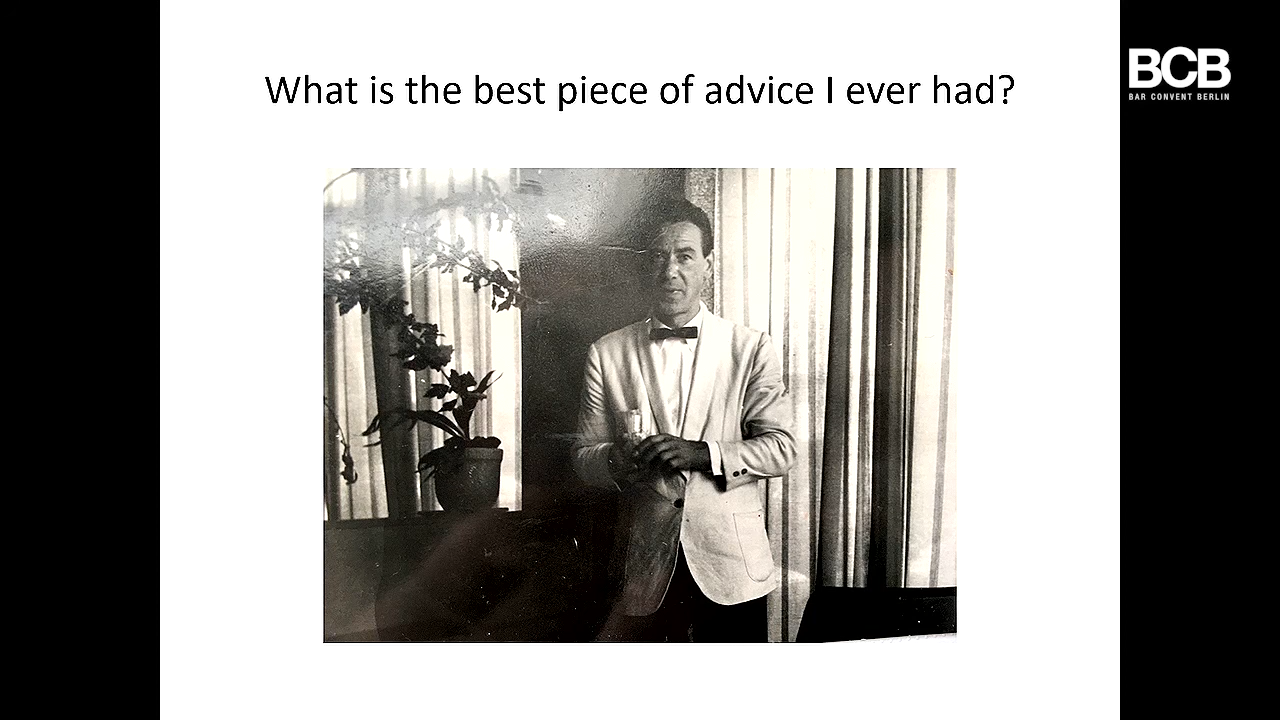 What is the best piece of advice I ever had?
BCB
BAR CONVENT BERLIN